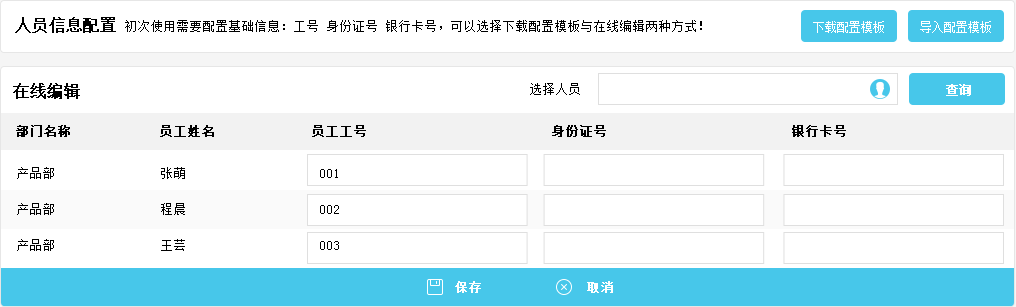 人员信息配置 初次使用需要配置基础信息：工号 身份证号 银行卡号，可以选择下载配置模板与在线编辑两种方式！ 下载配置模板 导入配置模板
在线编辑 选择人员 查询
部门名称 员工姓名 员工工号 身份证号 银行卡号
产品部 张萌 001
产品部 程晨 002
产品部 王芸 003
保存 取消